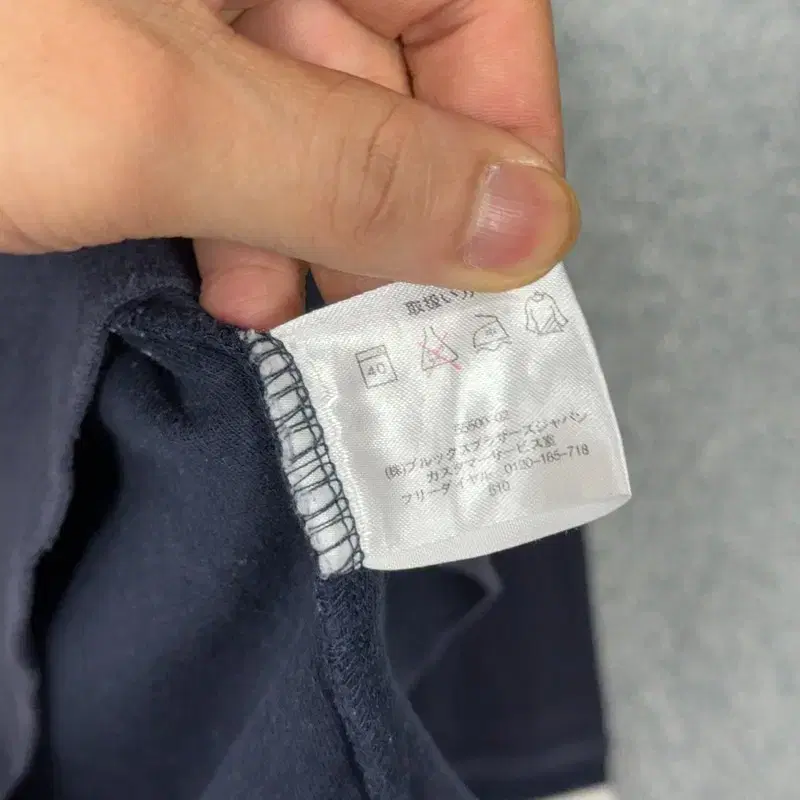 取扱い方
40
(株)ブルックスブラザースジャパン
カスタマーサービス室
フリーダイヤル 0120-185-718
810